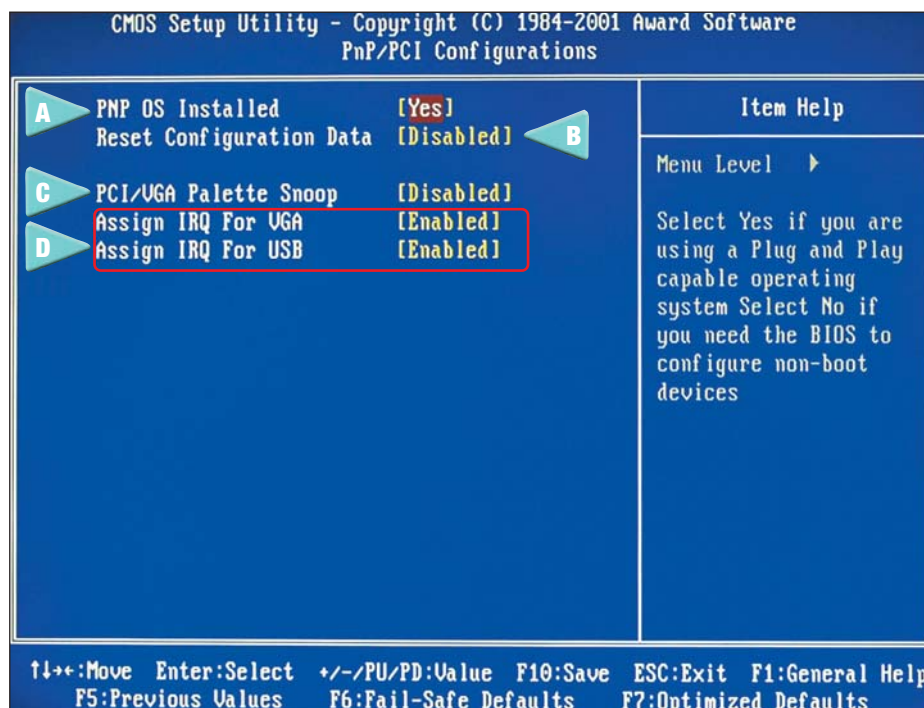 CMOS Setup Utility - Copyright (C) 1984-2001 Award Software
PnP/PCI Configurations
A PNP OS Installed [Yes]
Reset Configuration Data [Disabled] B
C PCI/VGA Palette Snoop [Disabled]
Assign IRQ For VGA [Enabled]
D Assign IRQ For USB [Enabled]
Item Help
Menu Level
Select Yes if you are
using a Plug and Play
capable operating
system Select No if
you need the BIOS to
configure non-boot
devices
↑↓→←:Move Enter:Select +/-/PU/PD:Value F10:Save ESC:Exit F1:General Help
F5:Previous Values F6:Fail-Safe Defaults F7:Optimized Defaults